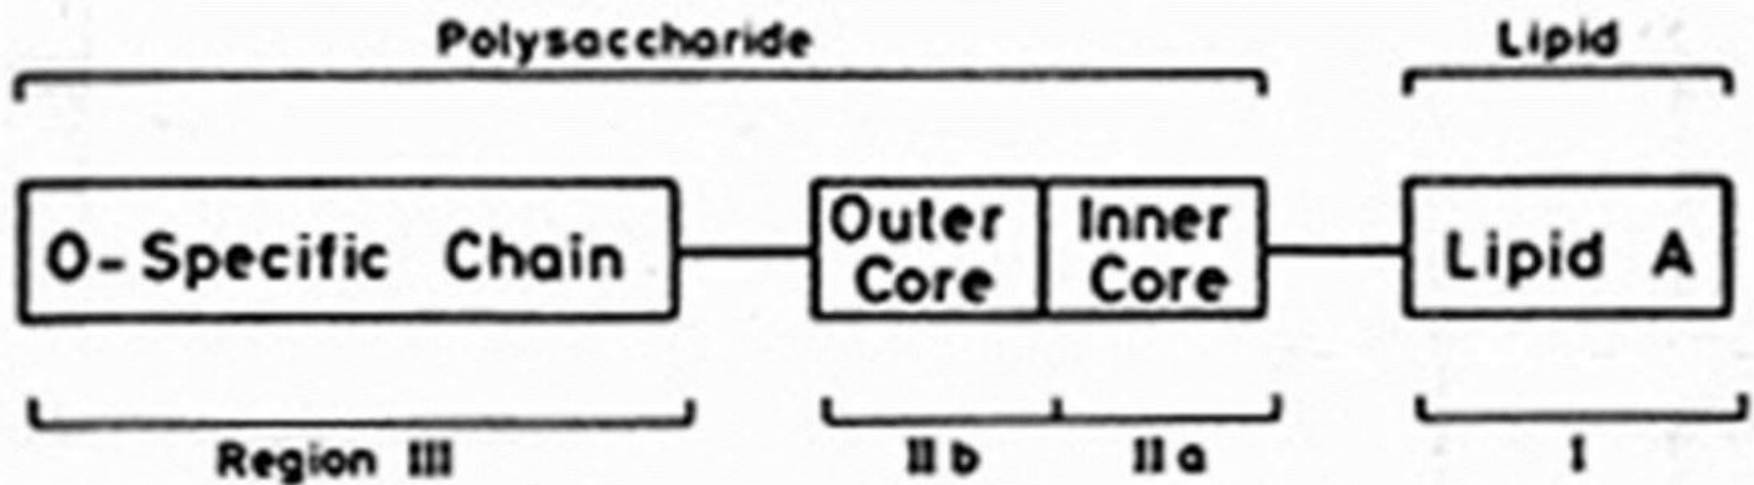 Polysaccharide Lipid
O-Specific Chain
Outer
Core
Inner
Core
Lipid A
Region III IIb IIa I